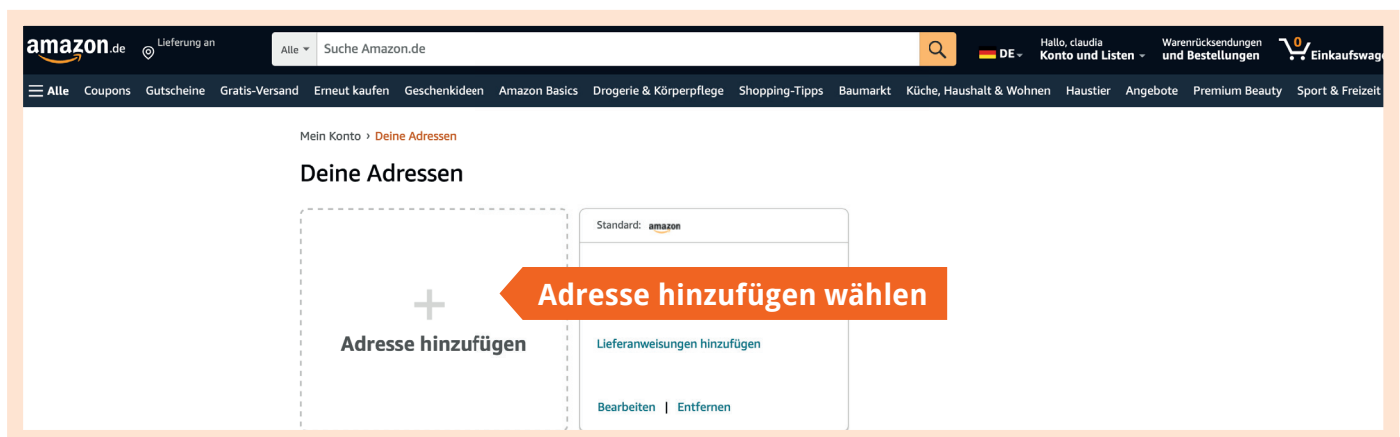 amazon.de
Lieferung an
Alle
Suche Amazon.de
DE
Hallo, claudia
Konto und Listen
Warenrücksendungen
und Bestellungen
0
Einkaufswag
Alle Coupons Gutscheine Gratis-Versand Erneut kaufen Geschenkideen Amazon Basics Drogerie & Körperpflege Shopping-Tipps Baumarkt Küche, Haushalt & Wohnen Haustier Angebote Premium Beauty Sport & Freizeit
Mein Konto › Deine Adressen
Deine Adressen
Standard: amazon
Adresse hinzufügen wählen
Adresse hinzufügen
Lieferanweisungen hinzufügen
Bearbeiten | Entfernen